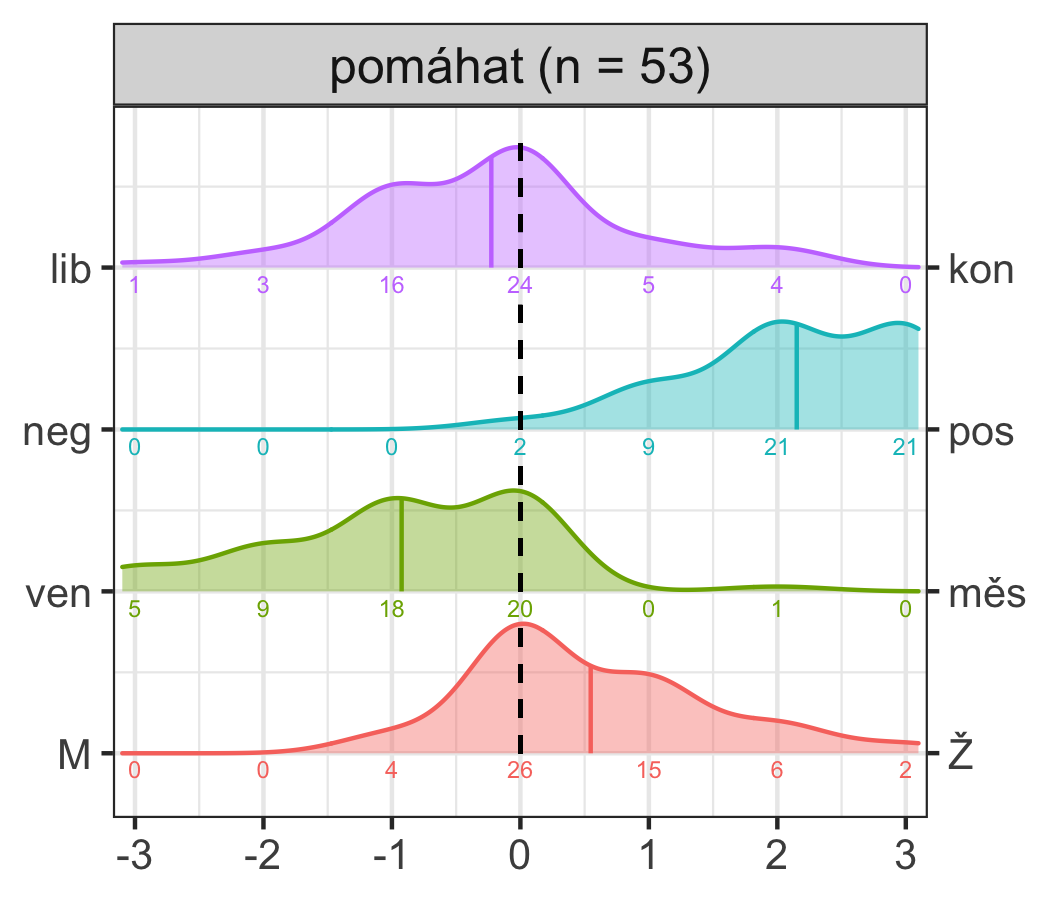 pomáhat (n = 53)
lib kon
1 3 16 24 5 4 0
neg pos
0 0 0 2 9 21 21
ven měs
5 9 18 20 0 1 0
M Ž
0 0 4 26 15 6 2
-3 -2 -1 0 1 2 3